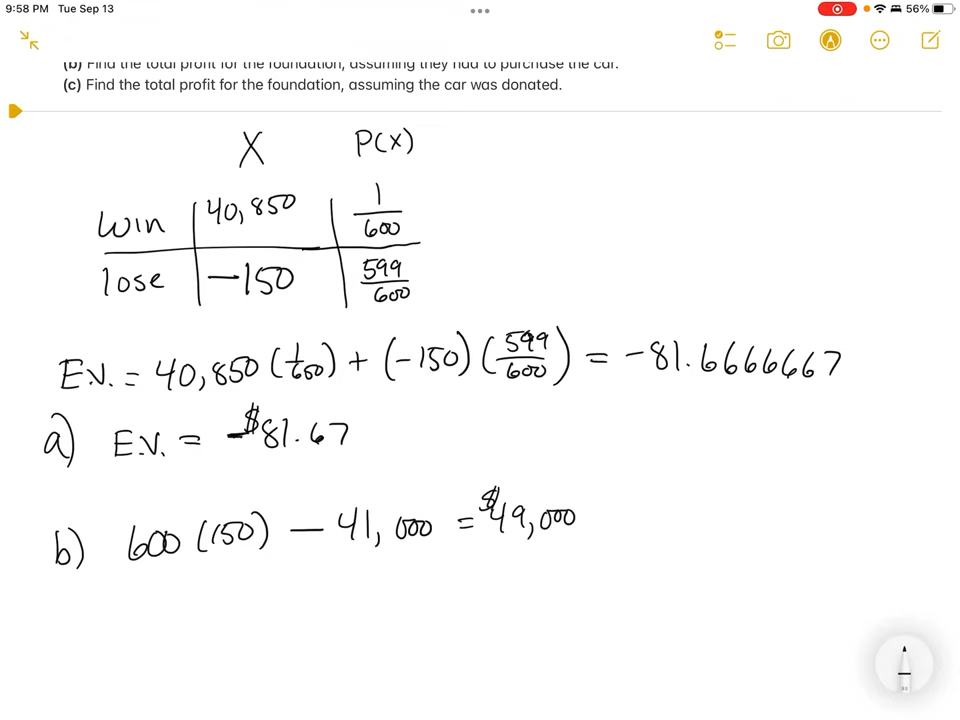 9:58 PM Tue Sep 13 56%
(b) Find the total profit for the foundation, assuming they had to purchase the car.
(c) Find the total profit for the foundation, assuming the car was donated.
X P(X)
Win 40,850 1/600
lose -150 599/600
E.V. = 40,850 (1/600) + (-150) (599/600) = -81.6666667
a) E.V. = -$81.67
b) 600 (150) - 41,000 = $49,000